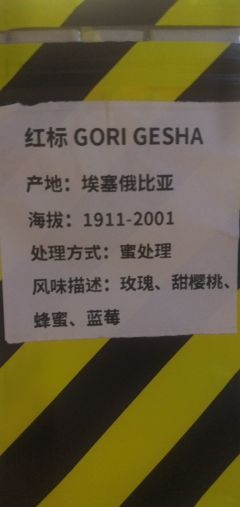 红标 GORI GESHA
产地：埃塞俄比亚
海拔：1911-2001
处理方式：蜜处理
风味描述：玫瑰、甜樱桃、
蜂蜜、蓝莓